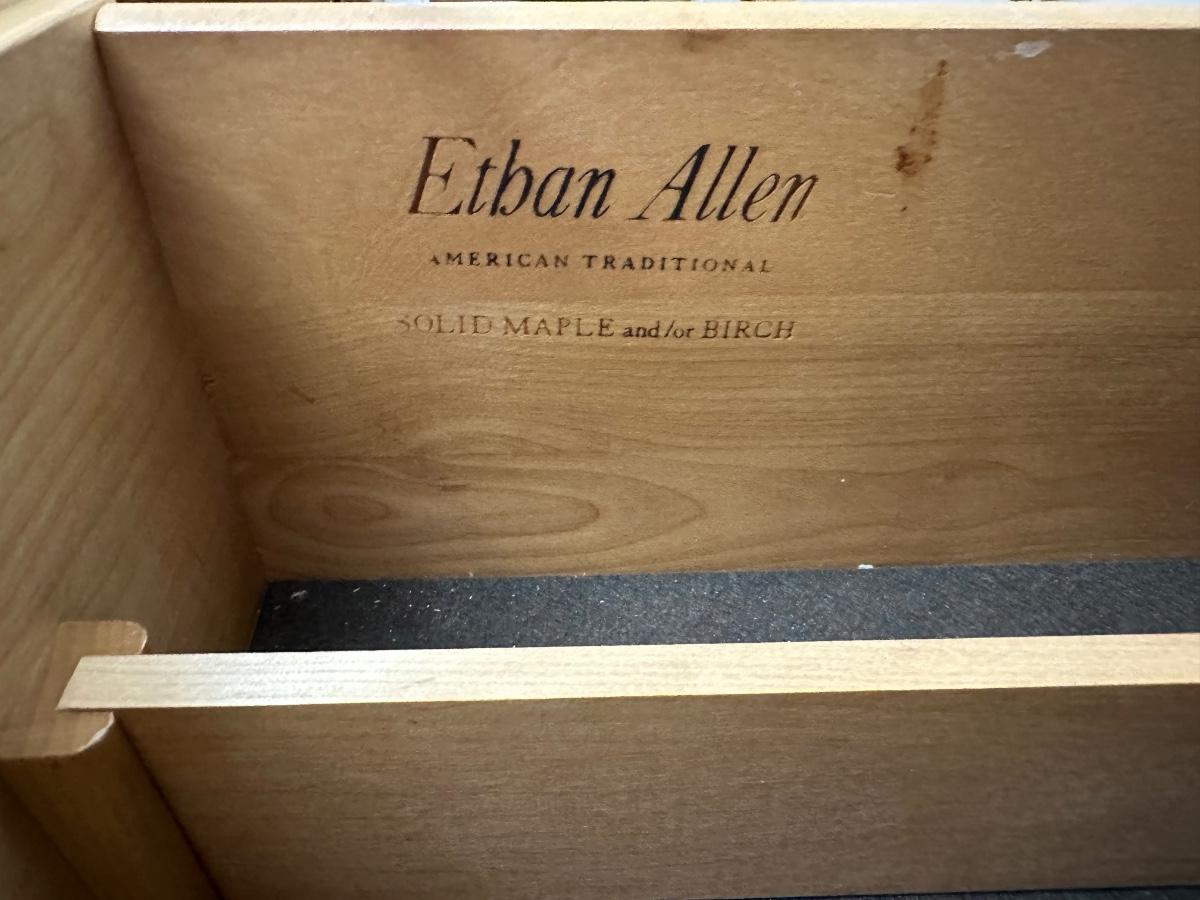 Ethan Allen
AMERICAN TRADITIONAL
SOLID MAPLE and/or BIRCH